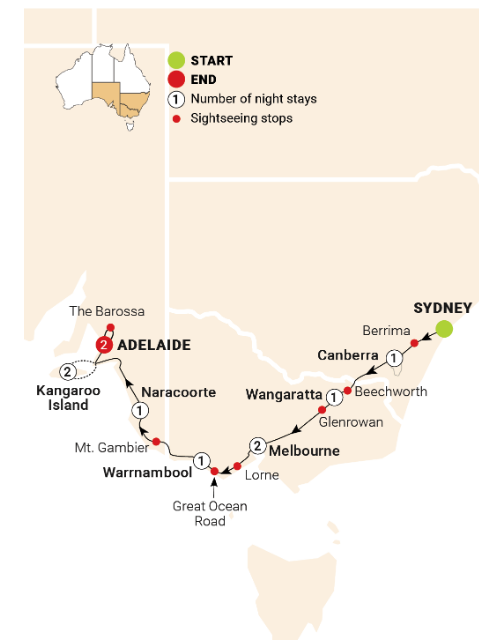 START
END
1 Number of night stays
Sightseeing stops
SYDNEY
The Barossa
Berrima
2 ADELAIDE
Canberra 1
2
Kangaroo
Island
Naracoorte
1
Wangaratta 1
Beechworth
Glenrowan
Mt. Gambier
2
Melbourne
1
Warrnambool
Lorne
Great Ocean
Road